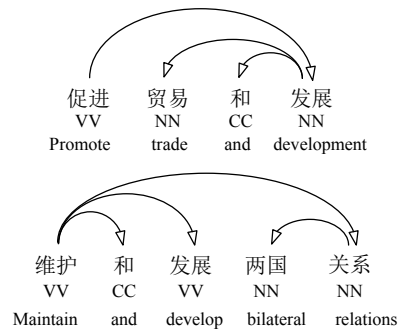 促进 贸易 和 发展
VV NN CC NN
Promote trade and development
维护 和 发展 两国 关系
VV CC VV NN NN
Maintain and develop bilateral relations